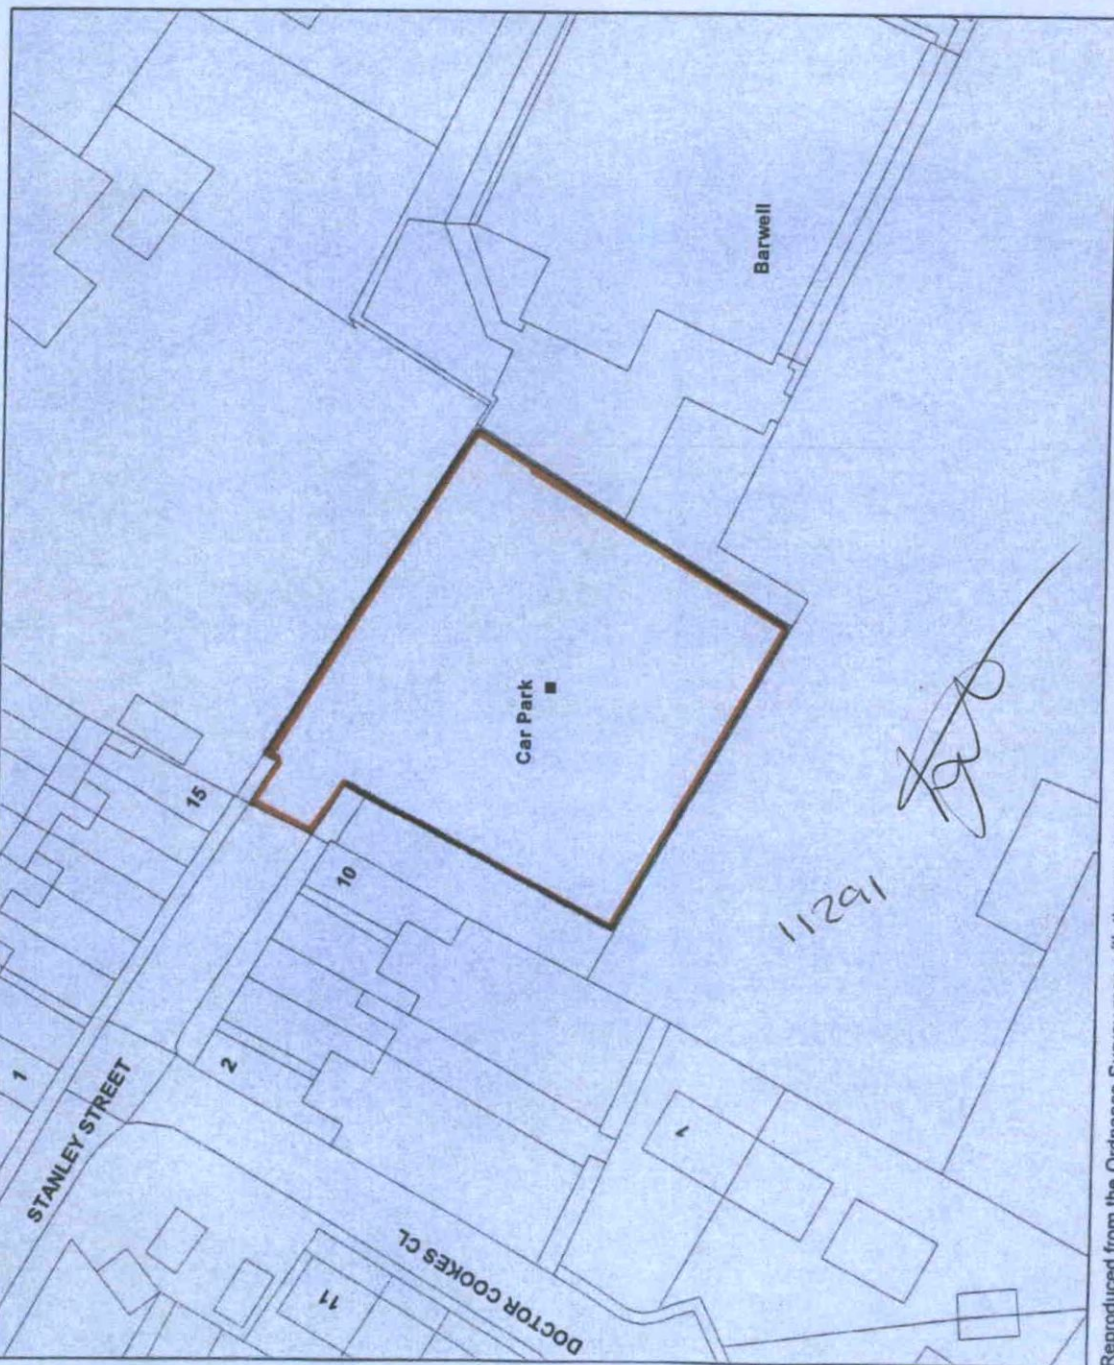 Barwell
Car Park
15
10
1
STANLEY STREET
2
7
11
DOCTOR COOKES CL
11291
Reproduced from the Ordnance